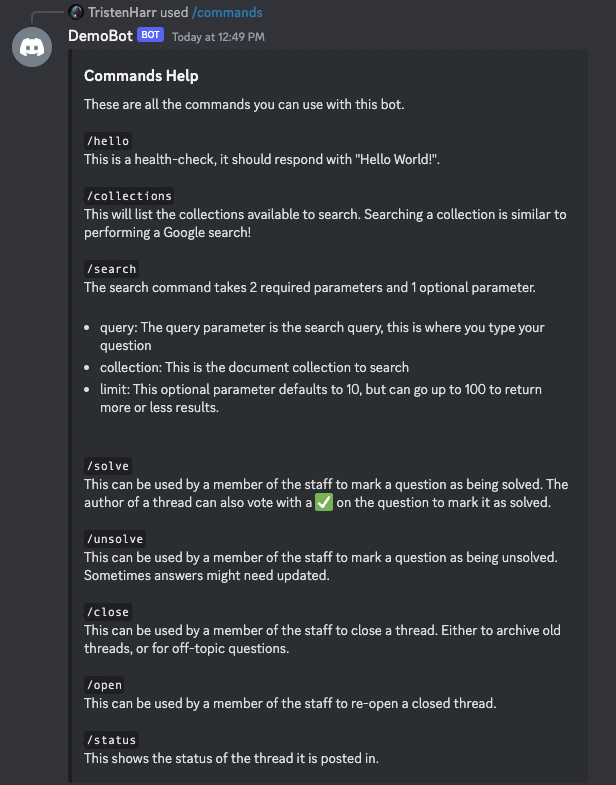 TristenHarr used /commands
DemoBot BOT Today at 12:49 PM
Commands Help
These are all the commands you can use with this bot.
/hello
This is a health-check, it should respond with "Hello World!".
/collections
This will list the collections available to search. Searching a collection is similar to
performing a Google search!
/search
The search command takes 2 required parameters and 1 optional parameter.
• query: The query parameter is the search query, this is where you type your
question
• collection: This is the document collection to search
• limit: This optional parameter defaults to 10, but can go up to 100 to return
more or less results.
/solve
This can be used by a member of the staff to mark a question as being solved. The
author of a thread can also vote with a ✅ on the question to mark it as solved.
/unsolve
This can be used by a member of the staff to mark a question as being unsolved.
Sometimes answers might need updated.
/close
This can be used by a member of the staff to close a thread. Either to archive old
threads, or for off-topic questions.
/open
This can be used by a member of the staff to re-open a closed thread.
/status
This shows the status of the thread it is posted in.